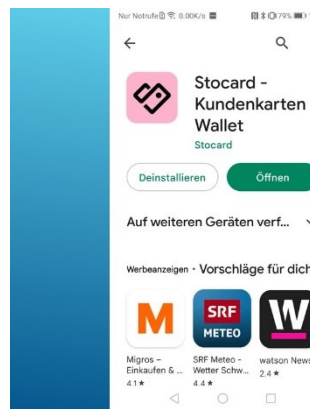 Nur Notrufe 0.00K/s 79%
Stocard -
Kundenkarten
Wallet
Stocard
Deinstallieren
Öffnen
Auf weiteren Geräten verf...
Werbeanzeigen · Vorschläge für dich
M
SRF
METEO
W
Migros – SRF Meteo - watson News
Einkaufen & ... Wetter Schw... 2.4★
4.1★ 4.4★